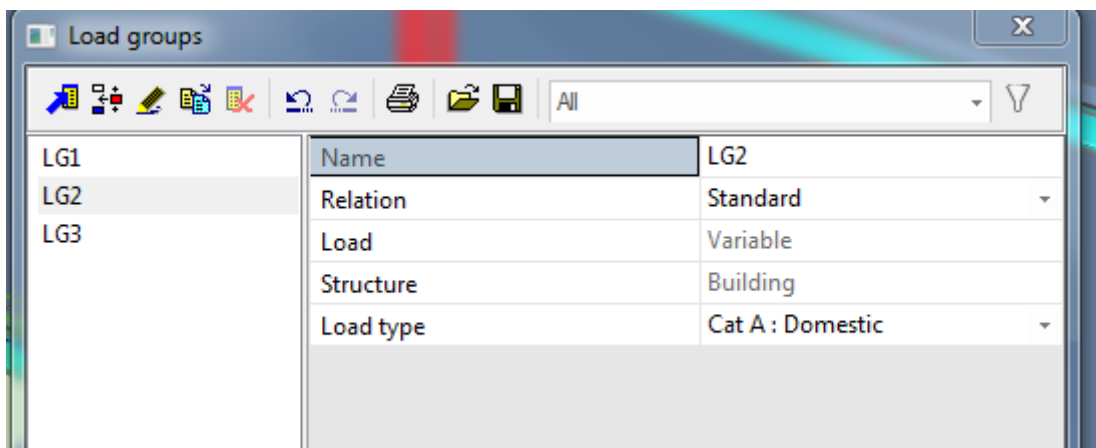 Load groups
All
LG1
LG2
LG3
Name LG2
Relation Standard
Load Variable
Structure Building
Load type Cat A : Domestic